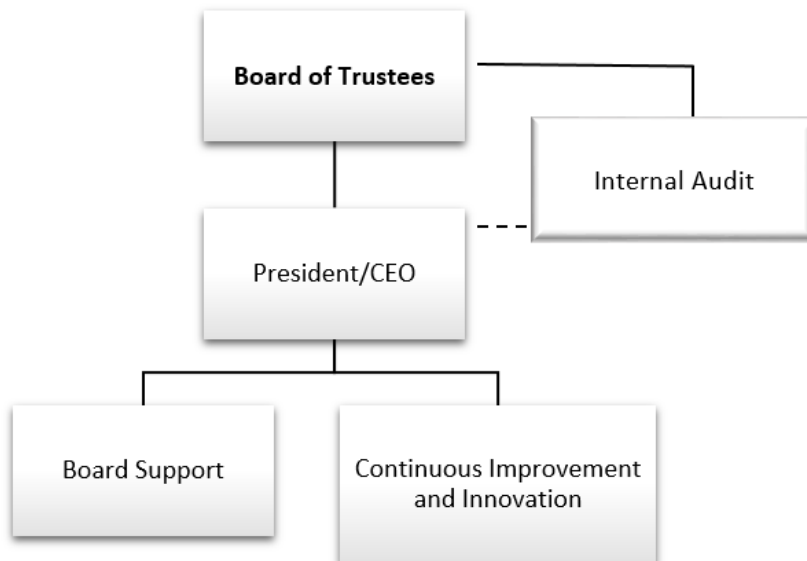 Board of Trustees
Internal Audit
President/CEO
Board Support
Continuous Improvement
and Innovation